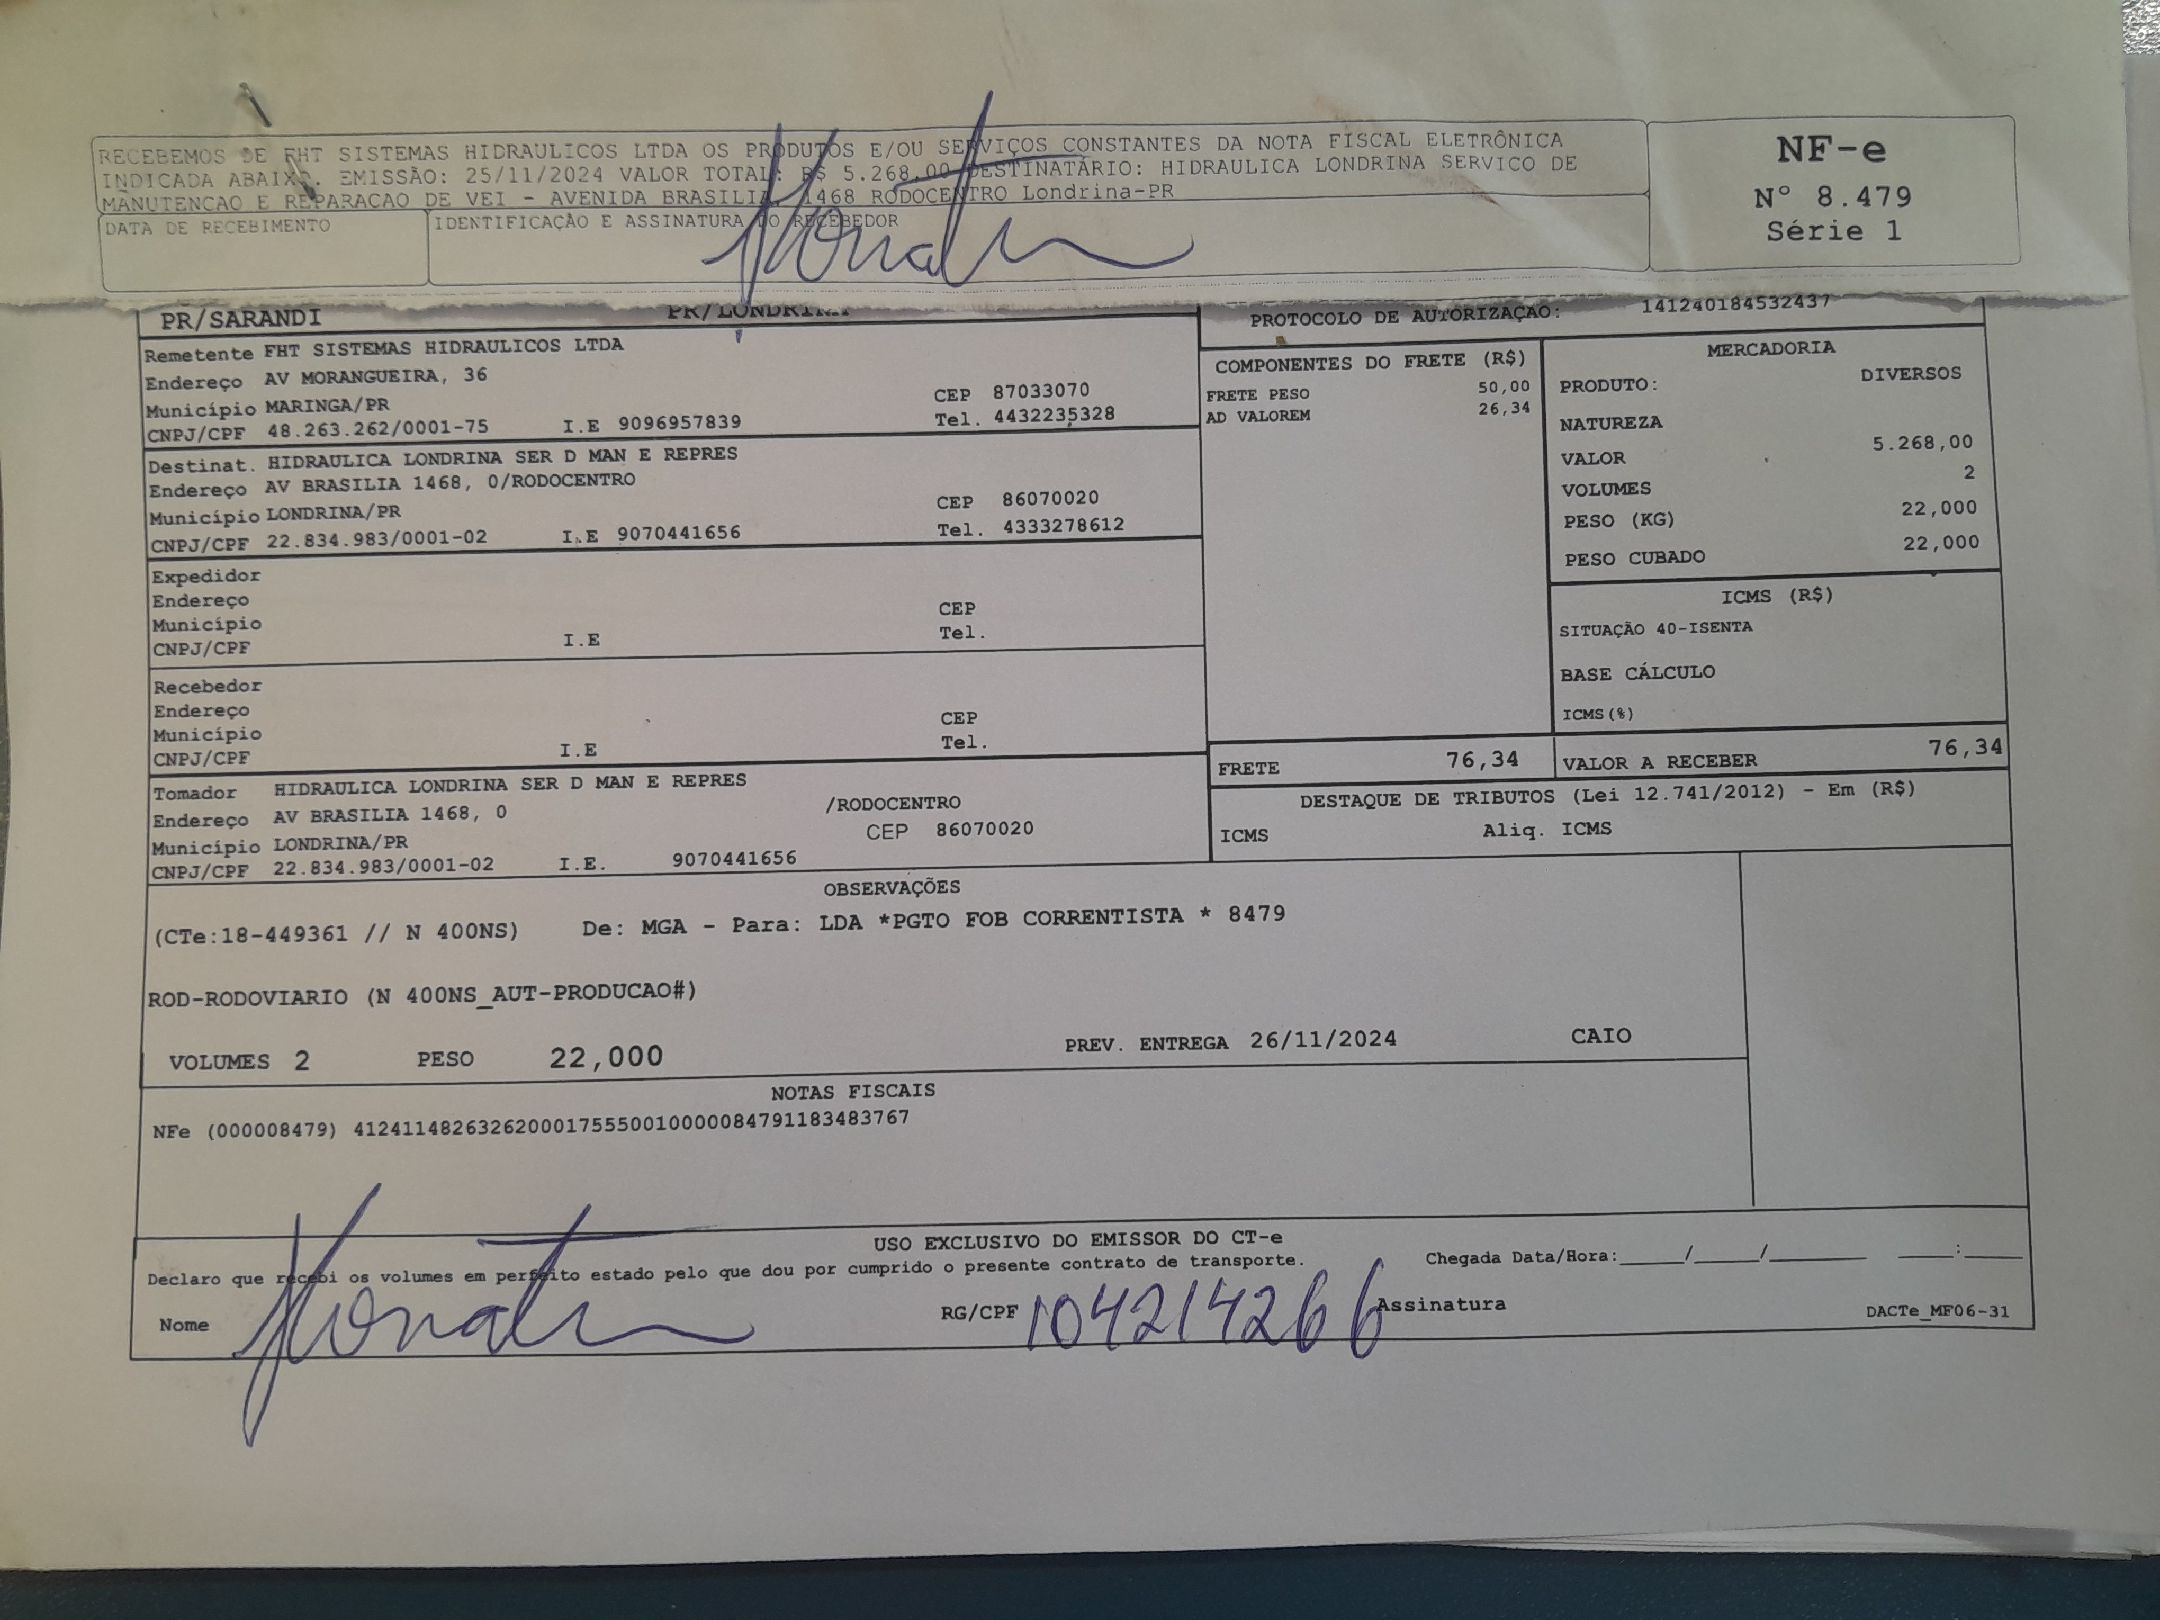 RECEBEMOS DE FHT SISTEMAS HIDRAULICOS LTDA OS PRODUTOS E/OU SERVIÇOS CONSTANTES DA NOTA FISCAL ELETRÔNICA
INDICADA ABAIXO. EMISSÃO: 25/11/2024 VALOR TOTAL: R$ 5.268,00 DESTINATÁRIO: HIDRAULICA LONDRINA SERVICO DE
MANUTENCAO E REPARACAO DE VEI - AVENIDA BRASILIA, 1468 RODOCENTRO Londrina-PR
DATA DE RECEBIMENTO
IDENTIFICAÇÃO E ASSINATURA DO RECEBEDOR
NF-e
Nº 8.479
Série 1
PR/SARANDI PR/LONDRINA
PROTOCOLO DE AUTORIZAÇÃO: 141240184532437
Remetente FHT SISTEMAS HIDRAULICOS LTDA
Endereço AV MORANGUEIRA, 36
Município MARINGA/PR CEP 87033070
CNPJ/CPF 48.263.262/0001-75 I.E 9096957839 Tel. 4432235328
Destinat. HIDRAULICA LONDRINA SER D MAN E REPRES
Endereço AV BRASILIA 1468, 0/RODOCENTRO
Município LONDRINA/PR CEP 86070020
CNPJ/CPF 22.834.983/0001-02 I.E 9070441656 Tel. 4333278612
Expedidor
Endereço
Município CEP
CNPJ/CPF I.E Tel.
Recebedor
Endereço
Município CEP
CNPJ/CPF I.E Tel.
Tomador HIDRAULICA LONDRINA SER D MAN E REPRES
Endereço AV BRASILIA 1468, 0 /RODOCENTRO
Município LONDRINA/PR CEP 86070020
CNPJ/CPF 22.834.983/0001-02 I.E. 9070441656
COMPONENTES DO FRETE (R$)
FRETE PESO 50,00
AD VALOREM 26,34
MERCADORIA
PRODUTO: DIVERSOS
NATUREZA
VALOR 5.268,00
VOLUMES 2
PESO (KG) 22,000
PESO CUBADO 22,000
ICMS (R$)
SITUAÇÃO 40-ISENTA
BASE CÁLCULO
ICMS(%)
FRETE 76,34
VALOR A RECEBER 76,34
DESTAQUE DE TRIBUTOS (Lei 12.741/2012) - Em (R$)
ICMS Aliq. ICMS
OBSERVAÇÕES
(CTe:18-449361 // N 400NS) De: MGA - Para: LDA *PGTO FOB CORRENTISTA * 8479
ROD-RODOVIARIO (N 400NS_AUT-PRODUCAO#)
VOLUMES 2 PESO 22,000 PREV. ENTREGA 26/11/2024 CAIO
NOTAS FISCAIS
NFe (000008479) 41241148263262000175550010000084791183483767
USO EXCLUSIVO DO EMISSOR DO CT-e
Declaro que recebi os volumes em perfeito estado pelo que dou por cumprido o presente contrato de transporte.
Chegada Data/Hora:_____/_____/_______ ____:____
Nome RG/CPF 104214266 Assinatura
DACTe_MF06-31